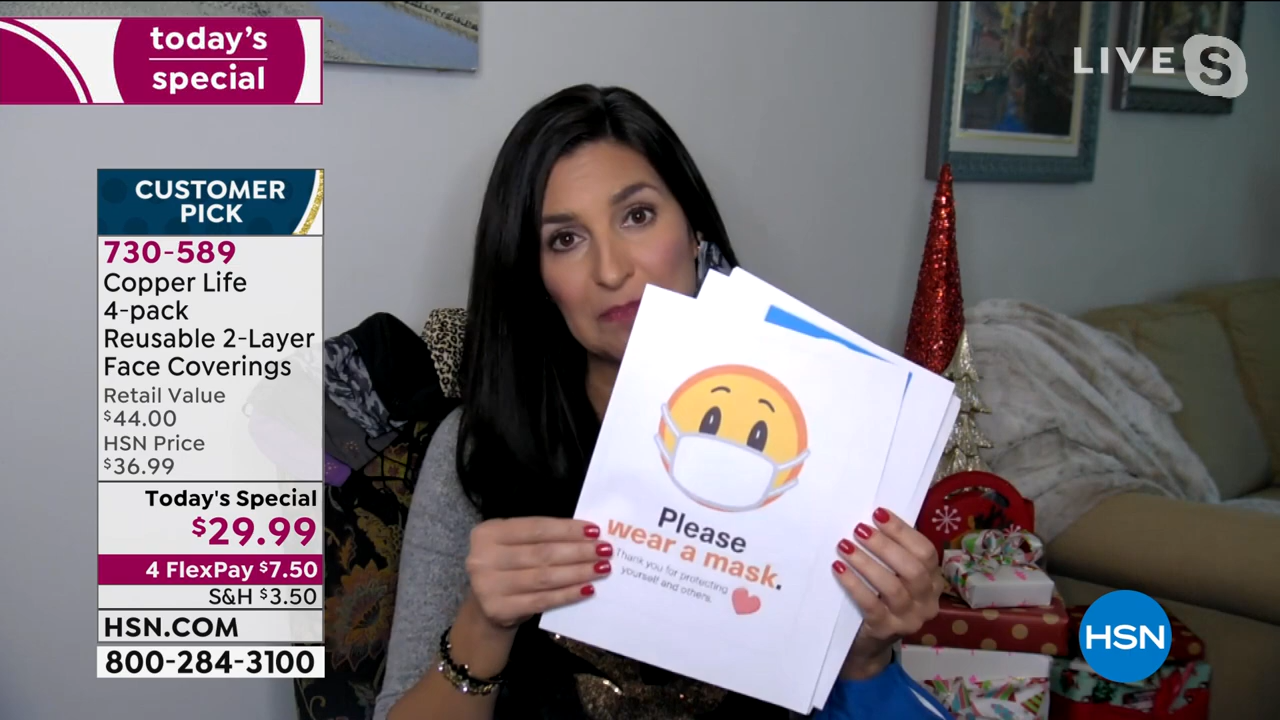 today's
special
LIVE S
CUSTOMER
PICK
730-589
Copper Life
4-pack
Reusable 2-Layer
Face Coverings
Retail Value
$44.00
HSN Price
$36.99
Today's Special
$29.99
4 FlexPay $7.50
S&H $3.50
HSN.COM
800-284-3100
Please
wear a mask.
Thank you for protecting
yourself and others.
HSN